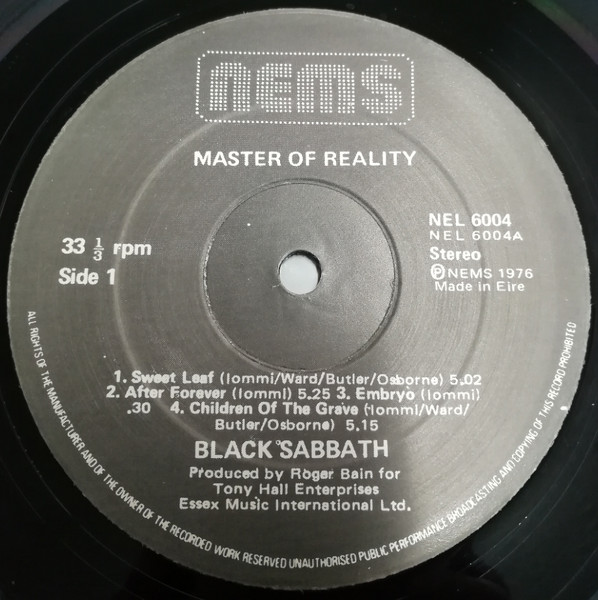 nems
MASTER OF REALITY
NEL 6004
NEL 6004A
Stereo
Ⓟ NEMS 1976
Made in Eire
33 1/3 rpm
Side 1
1. Sweet Leaf (Iommi/Ward/Butler/Osborne) 5.02
2. After Forever (Iommi) 5.25 3. Embryo (Iommi)
.30 4. Children Of The Grave (Iommi/Ward/
Butler/Osborne) 5.15
BLACK SABBATH
Produced by Roger Bain for
Tony Hall Enterprises
Essex Music International Ltd.
ALL RIGHTS OF THE MANUFACTURER AND OF THE OWNER OF THE RECORDED WORK RESERVED UNAUTHORISED PUBLIC PERFORMANCE BROADCASTING AND COPYING OF THIS RECORD PROHIBITED